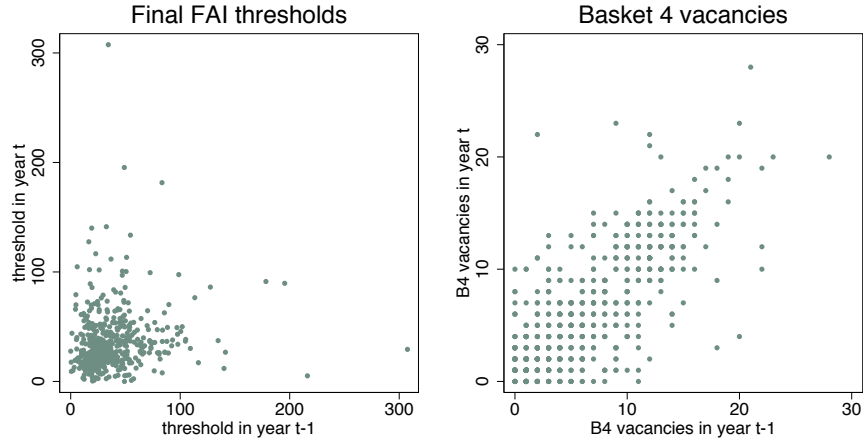 Final FAI thresholds
threshold in year t
300
200
100
0
0
100
200
300
threshold in year t-1
Basket 4 vacancies
B4 vacancies in year t
30
20
10
0
0
10
20
30
B4 vacancies in year t-1